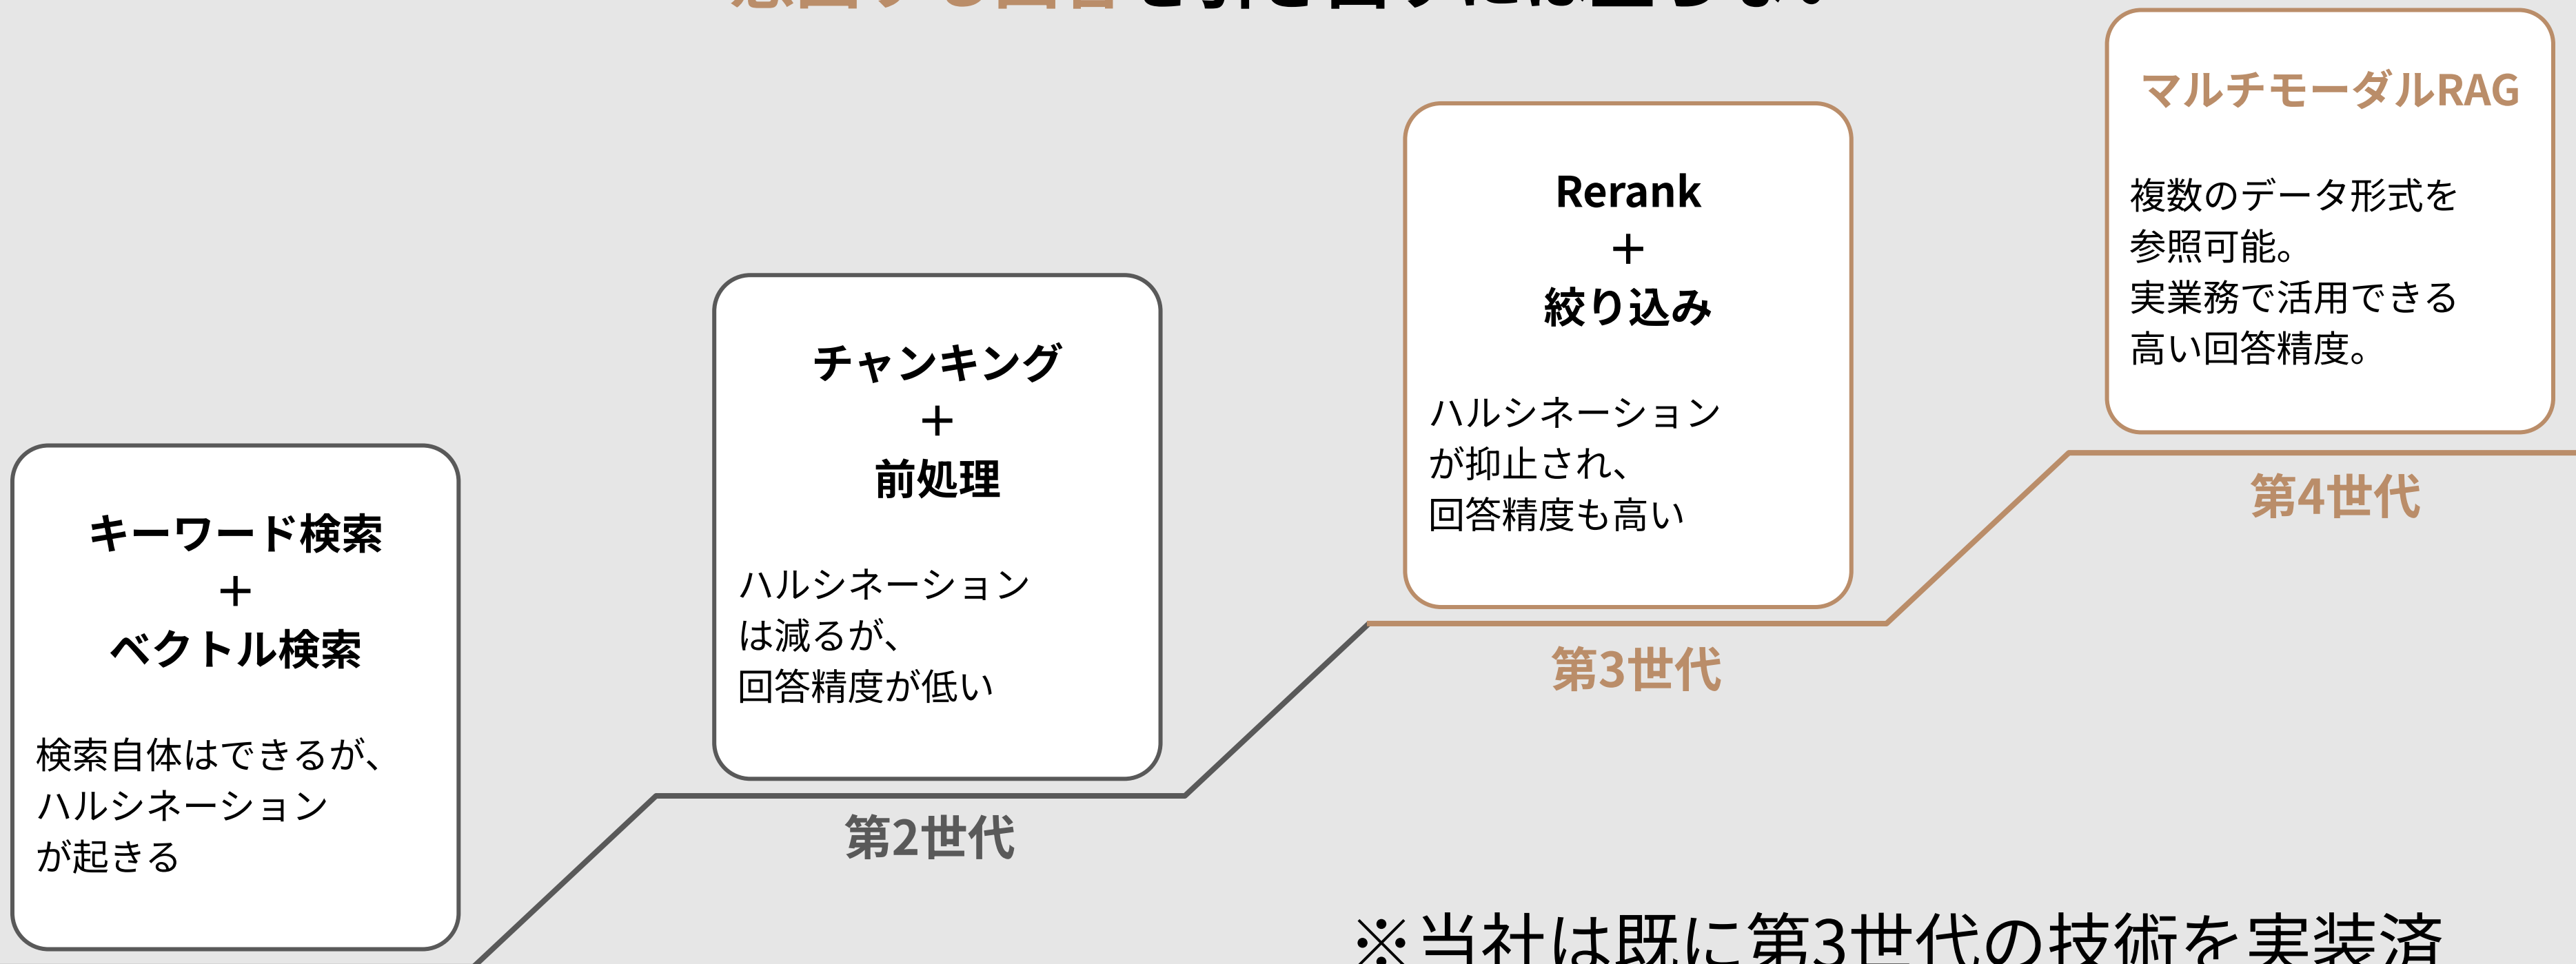 キーワード検索
＋
ベクトル検索
検索自体はできるが、
ハルシネーション
が起きる
チャンキング
＋
前処理
ハルシネーション
は減るが、
回答精度が低い
第2世代
Rerank
＋
絞り込み
ハルシネーション
が抑止され、
回答精度も高い
第3世代
マルチモーダルRAG
複数のデータ形式を
参照可能。
実業務で活用できる
高い回答精度。
第4世代
※当社は既に第3世代の技術を実装済